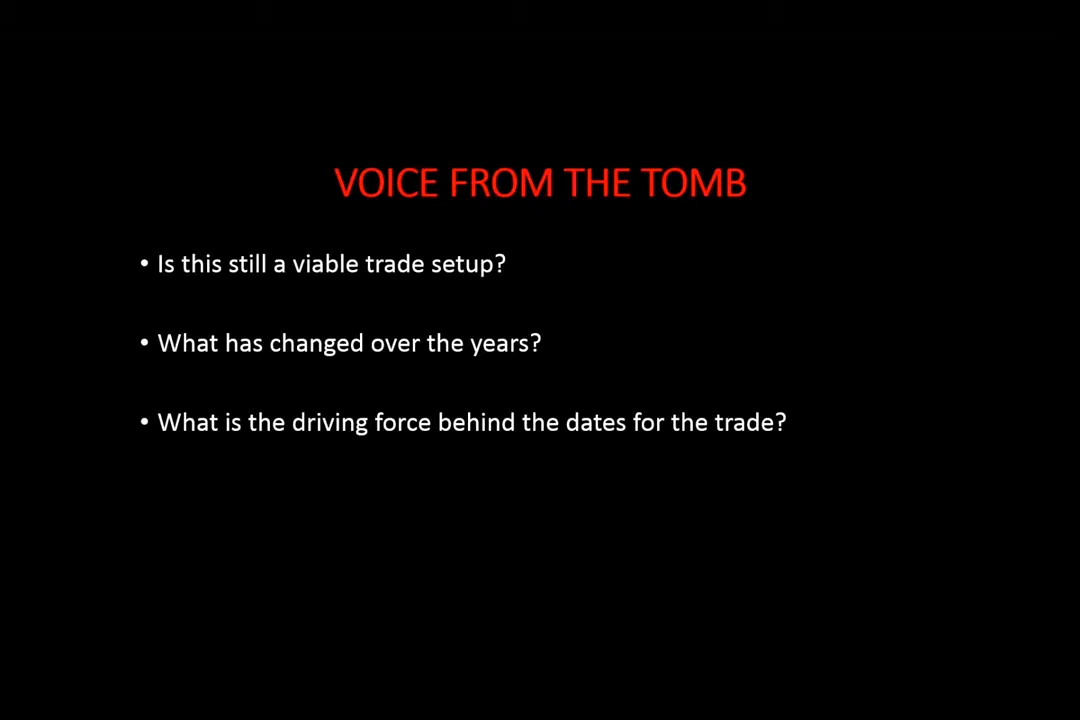 VOICE FROM THE TOMB
• Is this still a viable trade setup?
• What has changed over the years?
• What is the driving force behind the dates for the trade?